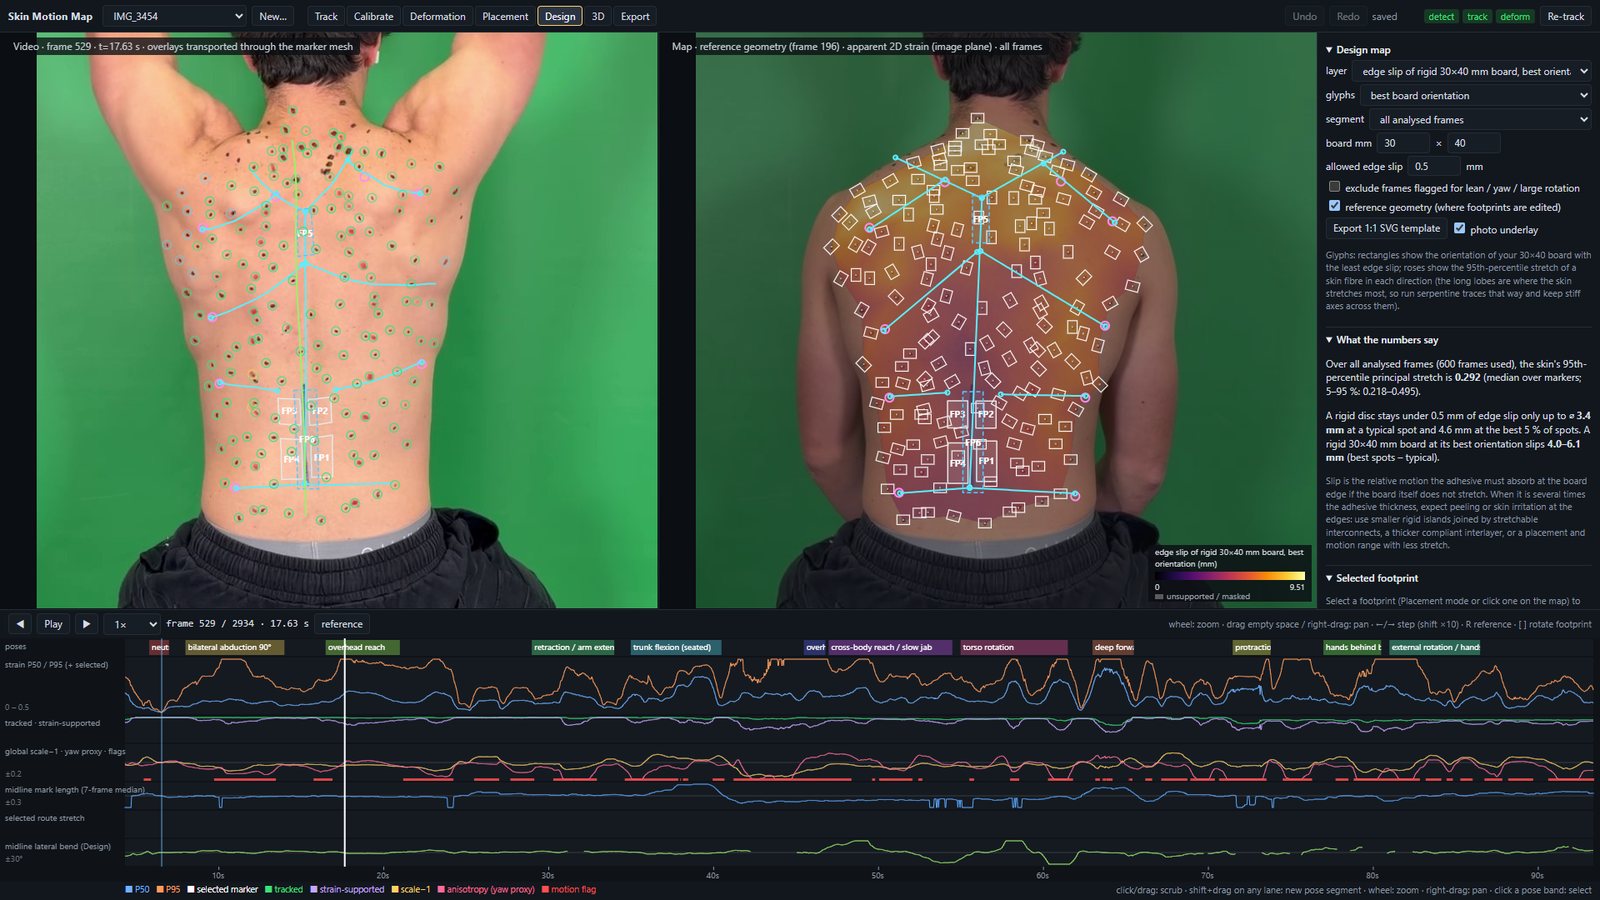 Skin Motion Map
IMG_3454
New...
Track
Calibrate
Deformation
Placement
Design
3D
Export
Undo
Redo
saved
detect
track
deform
Re-track
Video · frame 529 · t=17.63 s · overlays transported through the marker mesh
FP5
FP3
FP2
FP6
FP4
FP1
Map · reference geometry (frame 196) · apparent 2D strain (image plane) · all frames
FP5
FP3
FP2
FP6
FP4
FP1
edge slip of rigid 30×40 mm board, best
orientation (mm)
0
9.51
unsupported / masked
▼ Design map
layer
edge slip of rigid 30×40 mm board, best orient
glyphs
best board orientation
segment
all analysed frames
board mm
30
×
40
allowed edge slip
0.5
mm
exclude frames flagged for lean / yaw / large rotation
reference geometry (where footprints are edited)
Export 1:1 SVG template
photo underlay
Glyphs: rectangles show the orientation of your 30×40 board with
the least edge slip; roses show the 95th-percentile stretch of a
skin fibre in each direction (the long lobes are where the skin
stretches most, so run serpentine traces that way and keep stiff
axes across them).
▼ What the numbers say
Over all analysed frames (600 frames used), the skin's 95th-
percentile principal stretch is 0.292 (median over markers;
5–95 %: 0.218–0.495).
A rigid disc stays under 0.5 mm of edge slip only up to ⌀ 3.4
mm at a typical spot and 4.6 mm at the best 5 % of spots. A
rigid 30×40 mm board at its best orientation slips 4.0–6.1
mm (best spots – typical).
Slip is the relative motion the adhesive must absorb at the board
edge if the board itself does not stretch. When it is several times
the adhesive thickness, expect peeling or skin irritation at the
edges: use smaller rigid islands joined by stretchable
interconnects, a thicker compliant interlayer, or a placement and
motion range with less stretch.
▼ Selected footprint
Select a footprint (Placement mode or click one on the map) to
◀
Play
▶
1×
frame 529 / 2934 · 17.63 s
reference
wheel: zoom · drag empty space / right-drag: pan · ←/→ step (shift ×10) · R reference · [ ] rotate footprint
poses
neut
bilateral abduction 90°
overhead reach
retraction / arm exten
trunk flexion (seated)
overh
cross-body reach / slow jab
torso rotation
deep forwa
protractio
hands behind b
external rotation / hands
strain P50 / P95 (+ selected)
0 – 0.5
tracked · strain-supported
global scale−1 · yaw proxy · flags
±0.2
midline mark length (7-frame median)
±0.3
selected route stretch
midline lateral bend (Design)
±30°
10s
20s
30s
40s
50s
60s
70s
80s
90s
P50
P95
selected marker
tracked
strain-supported
scale−1
anisotropy (yaw proxy)
motion flag
click/drag: scrub · shift+drag on any lane: new pose segment · wheel: zoom · right-drag: pan · click a pose band: select